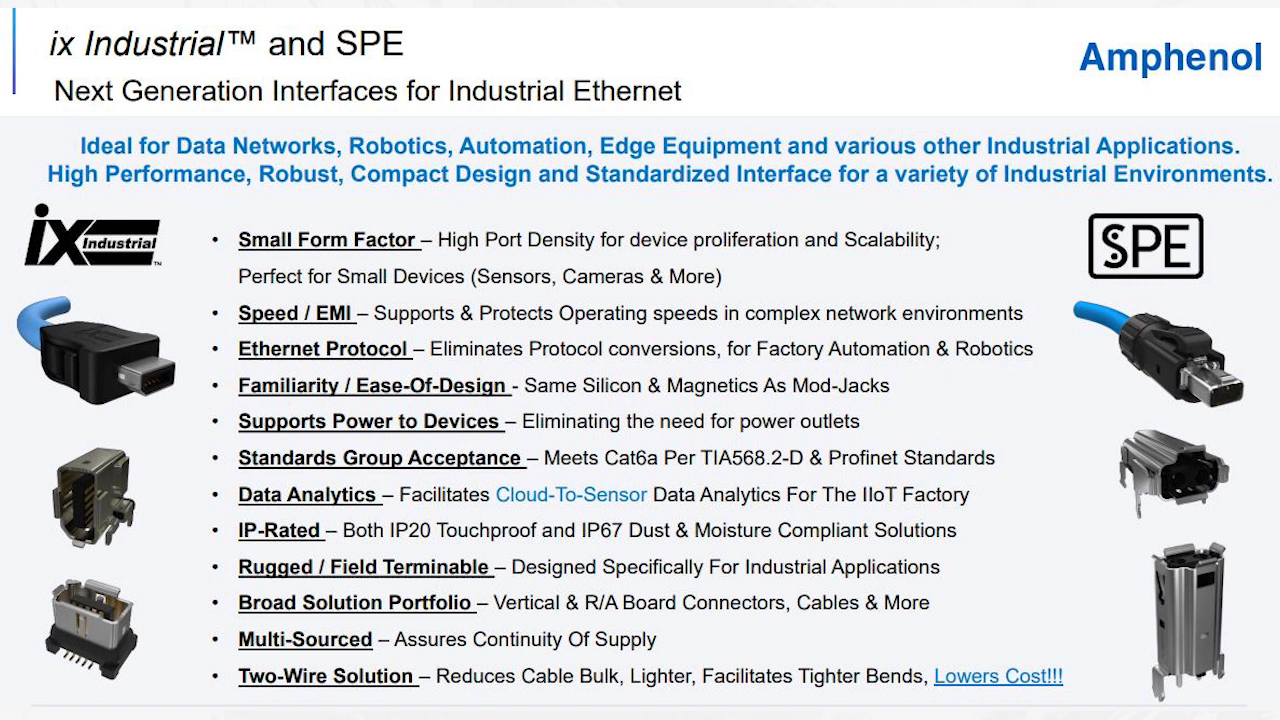 ix Industrial™ and SPE
Amphenol
Next Generation Interfaces for Industrial Ethernet
Ideal for Data Networks, Robotics, Automation, Edge Equipment and various other Industrial Applications.
High Performance, Robust, Compact Design and Standardized Interface for a variety of Industrial Environments.
ix Industrial™
SPE
• Small Form Factor – High Port Density for device proliferation and Scalability;
Perfect for Small Devices (Sensors, Cameras & More)
• Speed / EMI – Supports & Protects Operating speeds in complex network environments
• Ethernet Protocol – Eliminates Protocol conversions, for Factory Automation & Robotics
• Familiarity / Ease-Of-Design - Same Silicon & Magnetics As Mod-Jacks
• Supports Power to Devices – Eliminating the need for power outlets
• Standards Group Acceptance – Meets Cat6a Per TIA568.2-D & Profinet Standards
• Data Analytics – Facilitates Cloud-To-Sensor Data Analytics For The IIoT Factory
• IP-Rated – Both IP20 Touchproof and IP67 Dust & Moisture Compliant Solutions
• Rugged / Field Terminable – Designed Specifically For Industrial Applications
• Broad Solution Portfolio – Vertical & R/A Board Connectors, Cables & More
• Multi-Sourced – Assures Continuity Of Supply
• Two-Wire Solution – Reduces Cable Bulk, Lighter, Facilitates Tighter Bends, Lowers Cost!!!